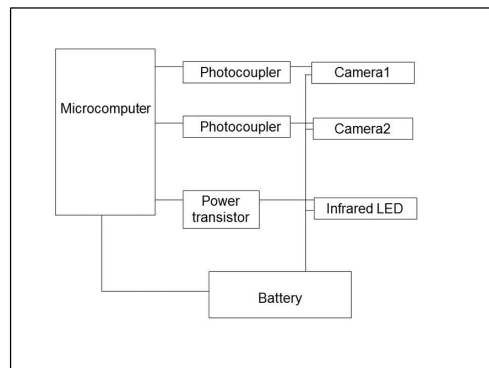 Microcomputer
Photocoupler
Camera1
Photocoupler
Camera2
Power
transistor
Infrared LED
Battery